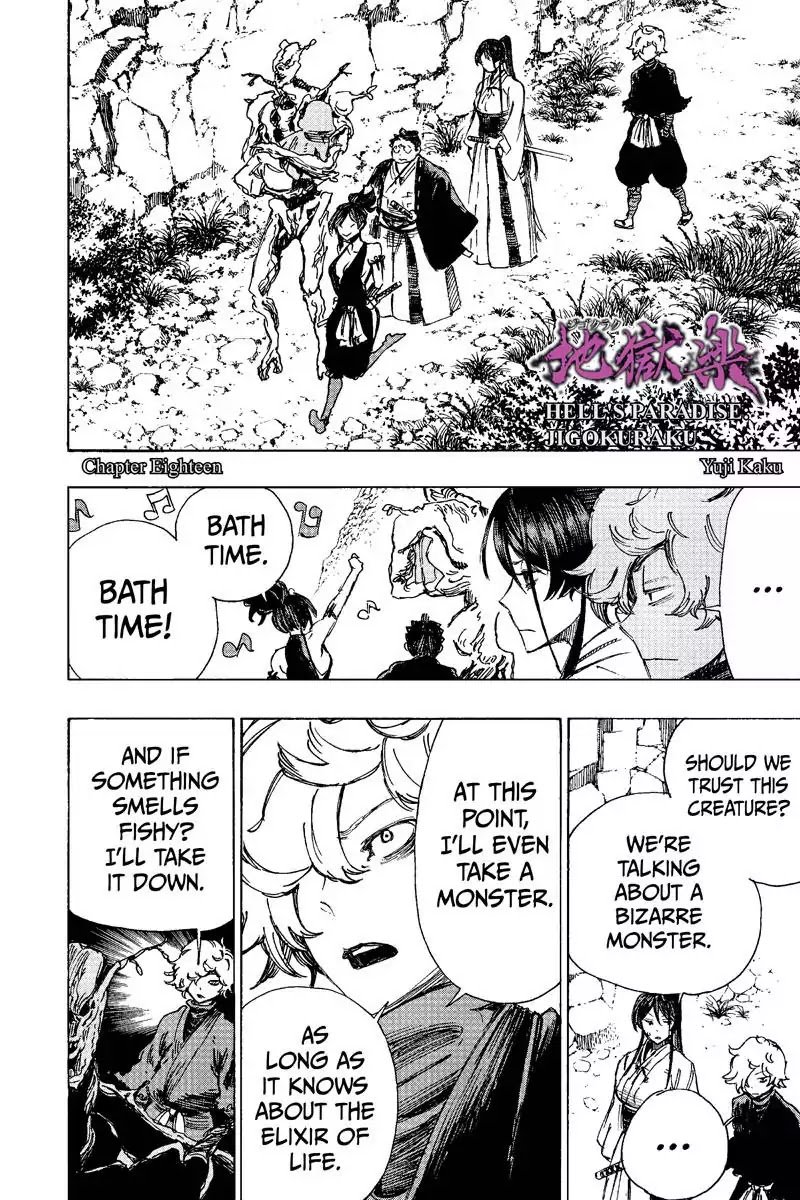 地獄楽
HELL'S PARADISE:
JIGOKURAKU
Chapter Eighteen
Yuji Kaku
...
BATH
TIME.
BATH
TIME!
SHOULD WE
TRUST THIS
CREATURE?
WE'RE
TALKING
ABOUT A
BIZARRE
MONSTER.
...
AT THIS
POINT,
I'LL EVEN
TAKE A
MONSTER.
AS
LONG AS
IT KNOWS
ABOUT THE
ELIXIR OF
LIFE.
AND IF
SOMETHING
SMELLS
FISHY?
I'LL TAKE
IT DOWN.